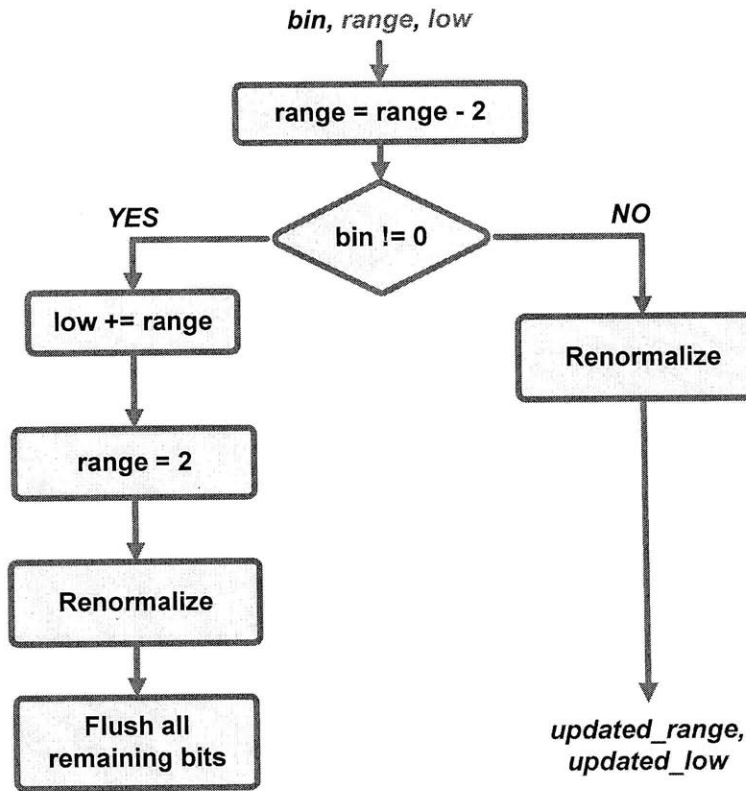 bin, range, low
range = range - 2
bin != 0
YES
NO
low += range
Renormalize
range = 2
Renormalize
Flush all
remaining bits
updated_range,
updated_low